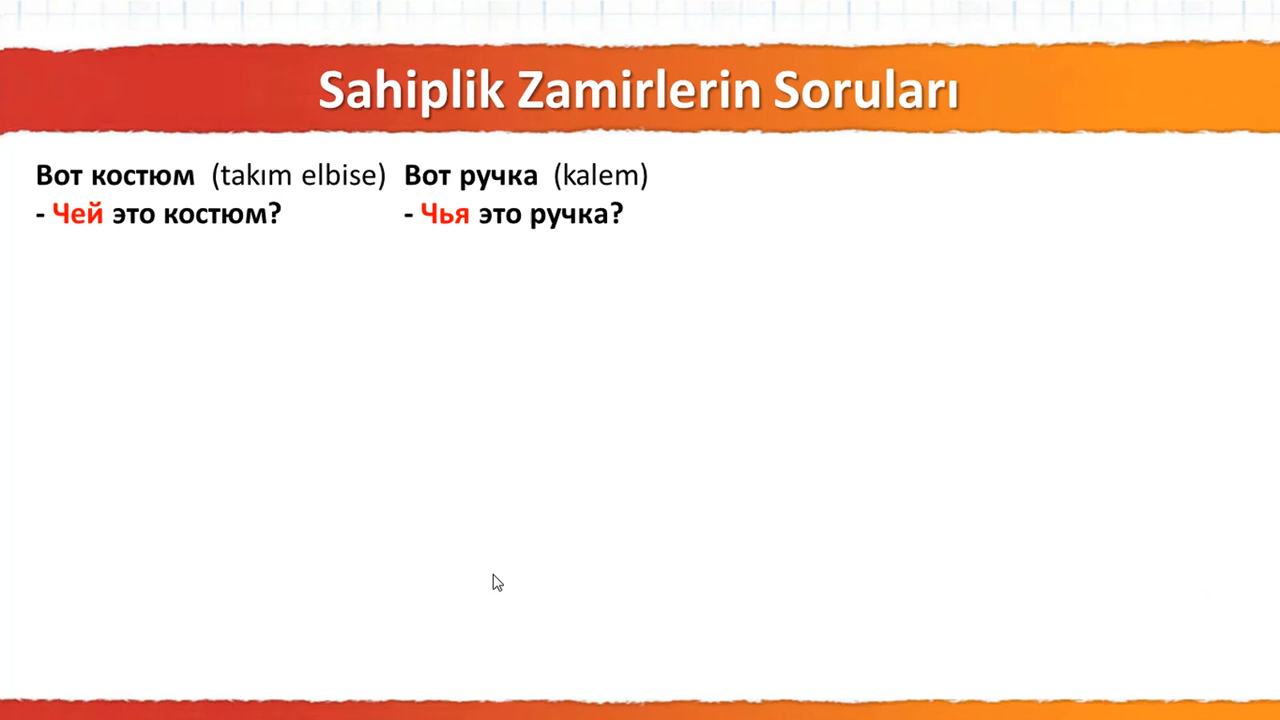 Sahiplik Zamirlerin Soruları
Вот костюм (takım elbise)
- Чей это костюм?
Вот ручка (kalem)
- Чья это ручка?